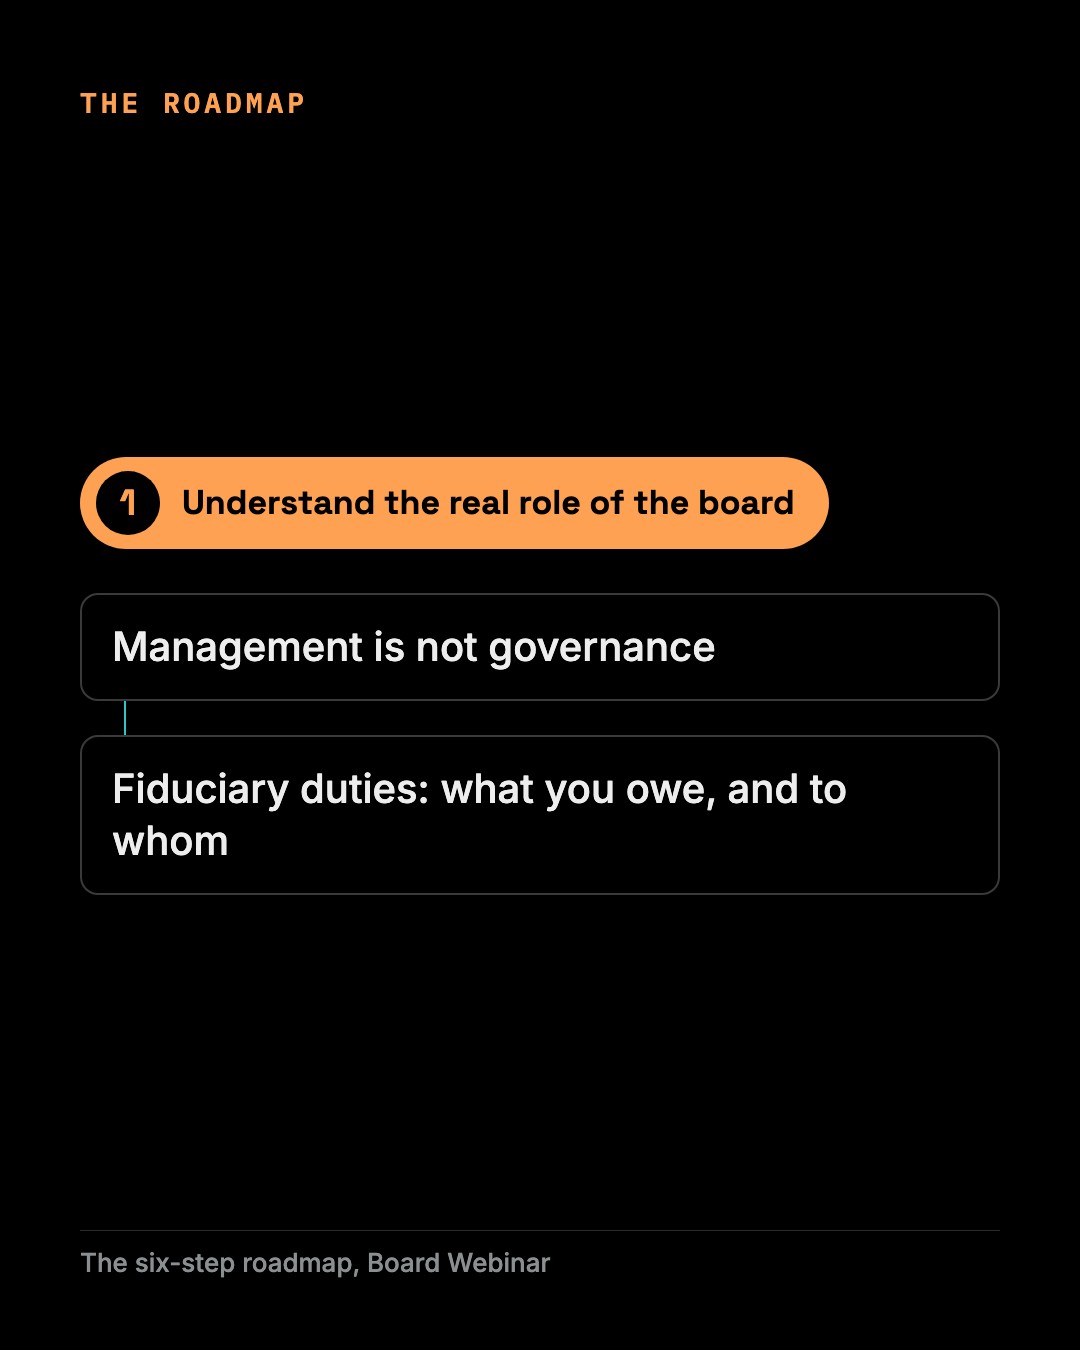 THE ROADMAP
1 Understand the real role of the board
Management is not governance
Fiduciary duties: what you owe, and to
whom
The six-step roadmap, Board Webinar